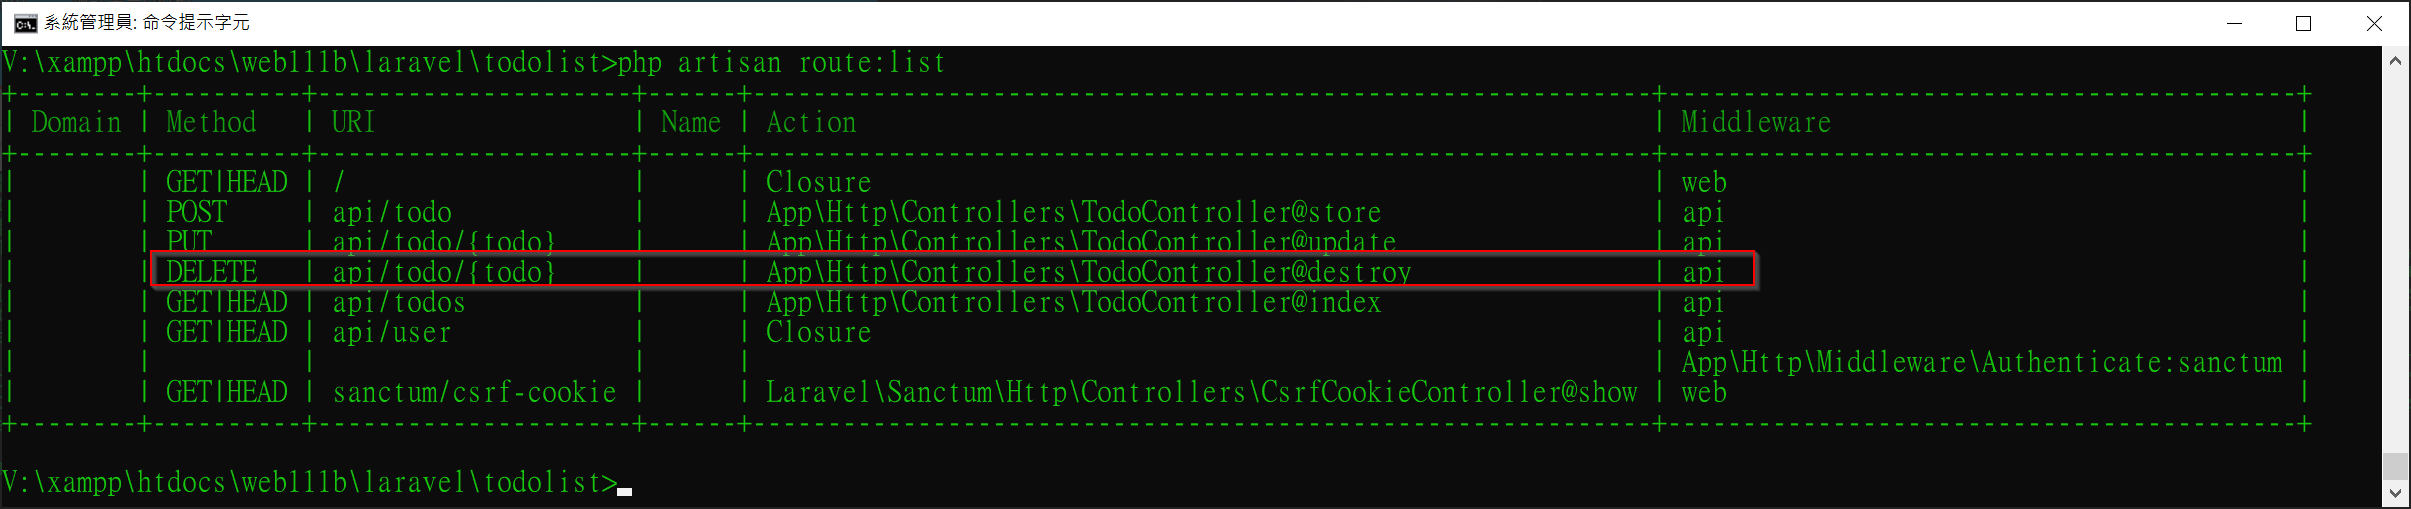 系統管理員: 命令提示字元
V:\xampp\htdocs\web111b\laravel\todolist>php artisan route:list
+--------+----------+---------------------+------+------------------------------------------------------------+------------------------------------------+
| Domain | Method   | URI                 | Name | Action                                                     | Middleware                               |
+--------+----------+---------------------+------+------------------------------------------------------------+------------------------------------------+
|        | GET|HEAD | /                   |      | Closure                                                    | web                                      |
|        | POST     | api/todo            |      | App\Http\Controllers\TodoController@store                  | api                                      |
|        | PUT      | api/todo/{todo}     |      | App\Http\Controllers\TodoController@update                 | api                                      |
|        | DELETE   | api/todo/{todo}     |      | App\Http\Controllers\TodoController@destroy                | api                                      |
|        | GET|HEAD | api/todos           |      | App\Http\Controllers\TodoController@index                  | api                                      |
|        | GET|HEAD | api/user            |      | Closure                                                    | api                                      |
|        |          |                     |      |                                                            | App\Http\Middleware\Authenticate:sanctum |
|        | GET|HEAD | sanctum/csrf-cookie |      | Laravel\Sanctum\Http\Controllers\CsrfCookieController@show | web                                      |
+--------+----------+---------------------+------+------------------------------------------------------------+------------------------------------------+
V:\xampp\htdocs\web111b\laravel\todolist>